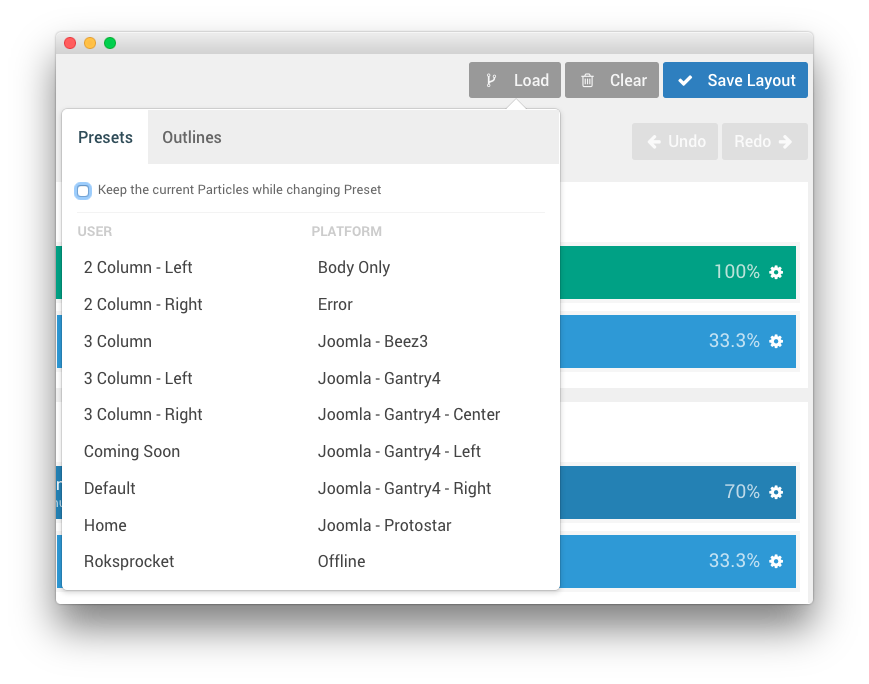 Load
Clear
Save Layout
Presets
Outlines
Undo
Redo
Keep the current Particles while changing Preset
USER
PLATFORM
2 Column - Left
Body Only
100%
2 Column - Right
Error
3 Column
Joomla - Beez3
33.3%
3 Column - Left
Joomla - Gantry4
3 Column - Right
Joomla - Gantry4 - Center
Coming Soon
Joomla - Gantry4 - Left
Default
Joomla - Gantry4 - Right
70%
Home
Joomla - Protostar
Roksprocket
Offline
33.3%